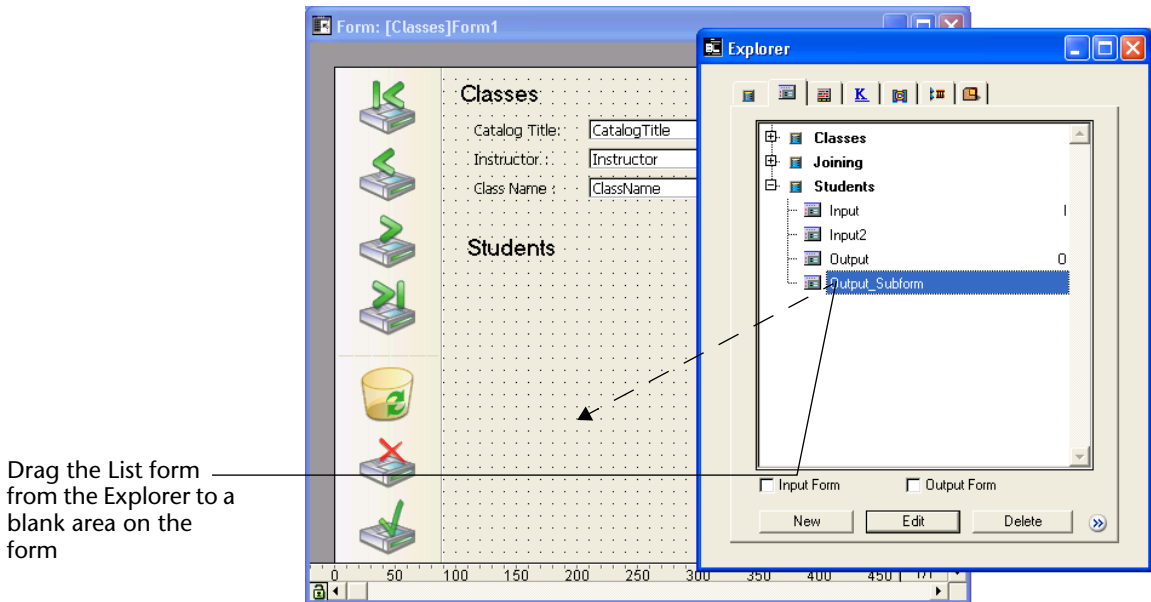 Form: [Classes]Form1
Classes
Catalog Title: CatalogTitle
Instructor : Instructor
Class Name : ClassName
Students
0 50 100 150 200 250 300 350 400 450 1/1
Explorer
K
Classes
Joining
Students
Input I
Input2
Output O
Output_Subform
Input Form Output Form
New Edit Delete
Drag the List form
from the Explorer to a
blank area on the
form